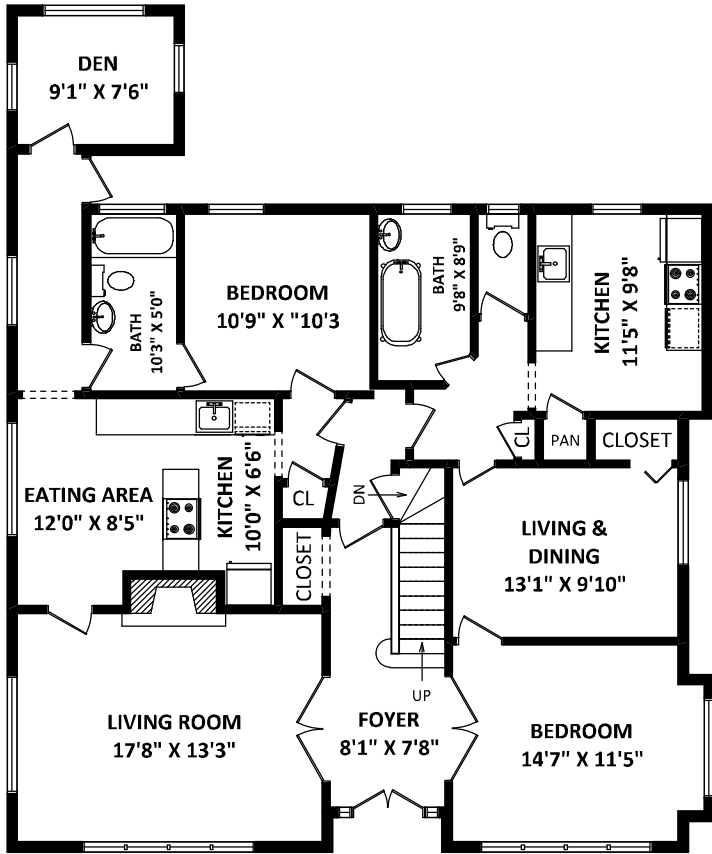 DEN
9'1" X 7'6"
BEDROOM
10'9" X "10'3
BATH
10'3" X 5'0"
BATH
9'8" X 8'9"
KITCHEN
11'5" X 9'8"
EATING AREA
12'0" X 8'5"
KITCHEN
10'0" X 6'6"
CL
CL
PAN
CLOSET
DN
CLOSET
LIVING &
DINING
13'1" X 9'10"
UP
LIVING ROOM
17'8" X 13'3"
FOYER
8'1" X 7'8"
BEDROOM
14'7" X 11'5"